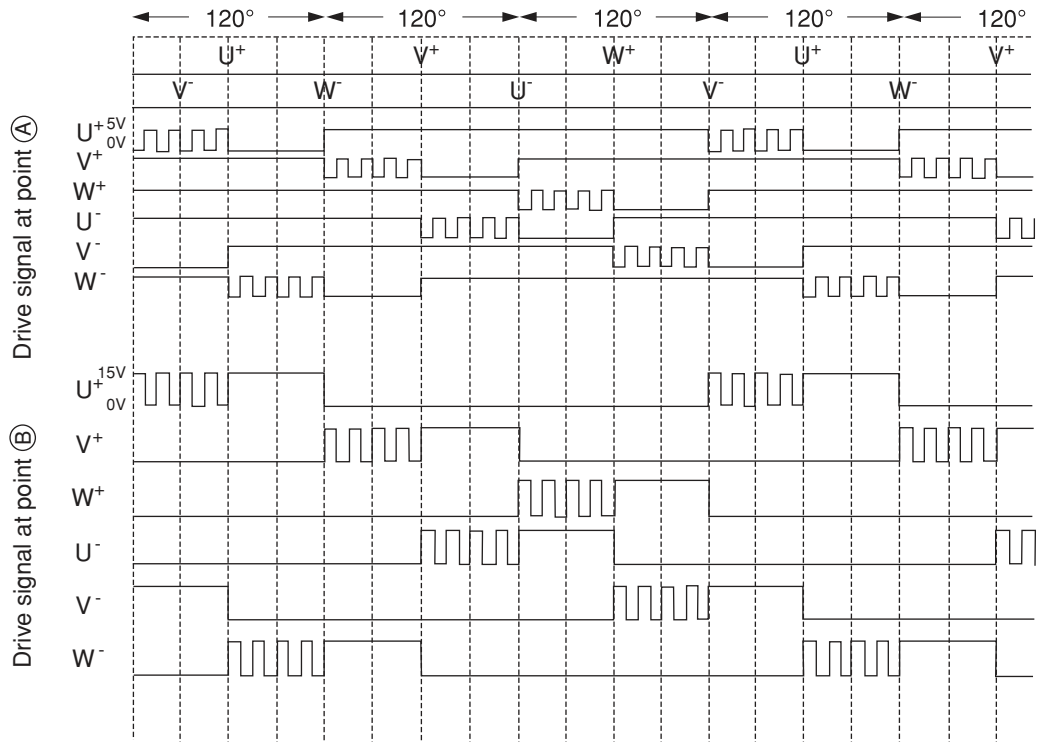 120° 120° 120° 120° 120°
U⁺ V⁺ W⁺ U⁺ V⁺
V⁻ W⁻ U⁻ V⁻ W⁻
Drive signal at point Ⓐ
U⁺ 5V 0V
V⁺
W⁺
U⁻
V⁻
W⁻
Drive signal at point Ⓑ
U⁺ 15V 0V
V⁺
W⁺
U⁻
V⁻
W⁻